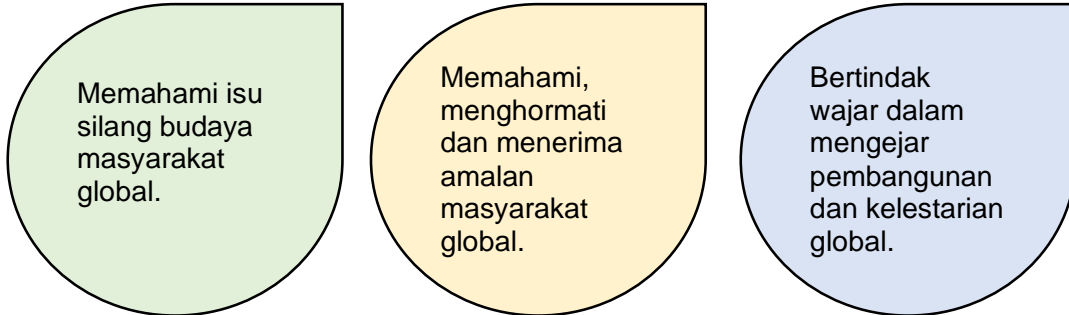 Memahami isu
silang budaya
masyarakat
global.
Memahami,
menghormati
dan menerima
amalan
masyarakat
global.
Bertindak
wajar dalam
mengejar
pembangunan
dan kelestarian
global.